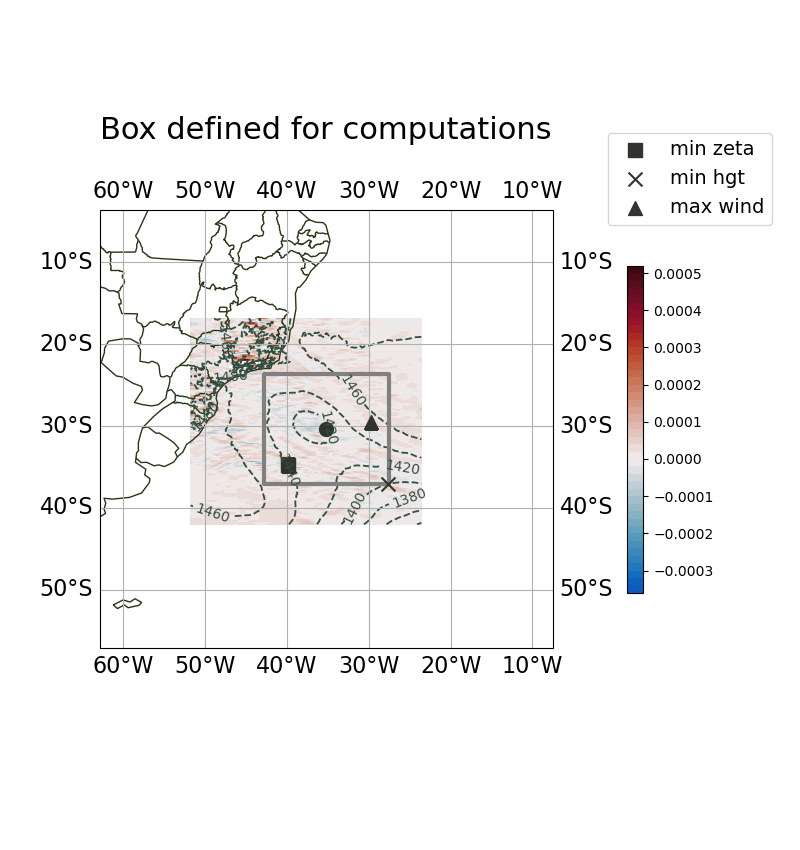 Box defined for computations
min zeta
min hgt
max wind
60°W 50°W 40°W 30°W 20°W 10°W
10°S 10°S
20°S 20°S
30°S 30°S
40°S 40°S
50°S 50°S
60°W 50°W 40°W 30°W 20°W 10°W
1460
1420
1380
1400
1460
0.0005
0.0004
0.0003
0.0002
0.0001
0.0000
−0.0001
−0.0002
−0.0003